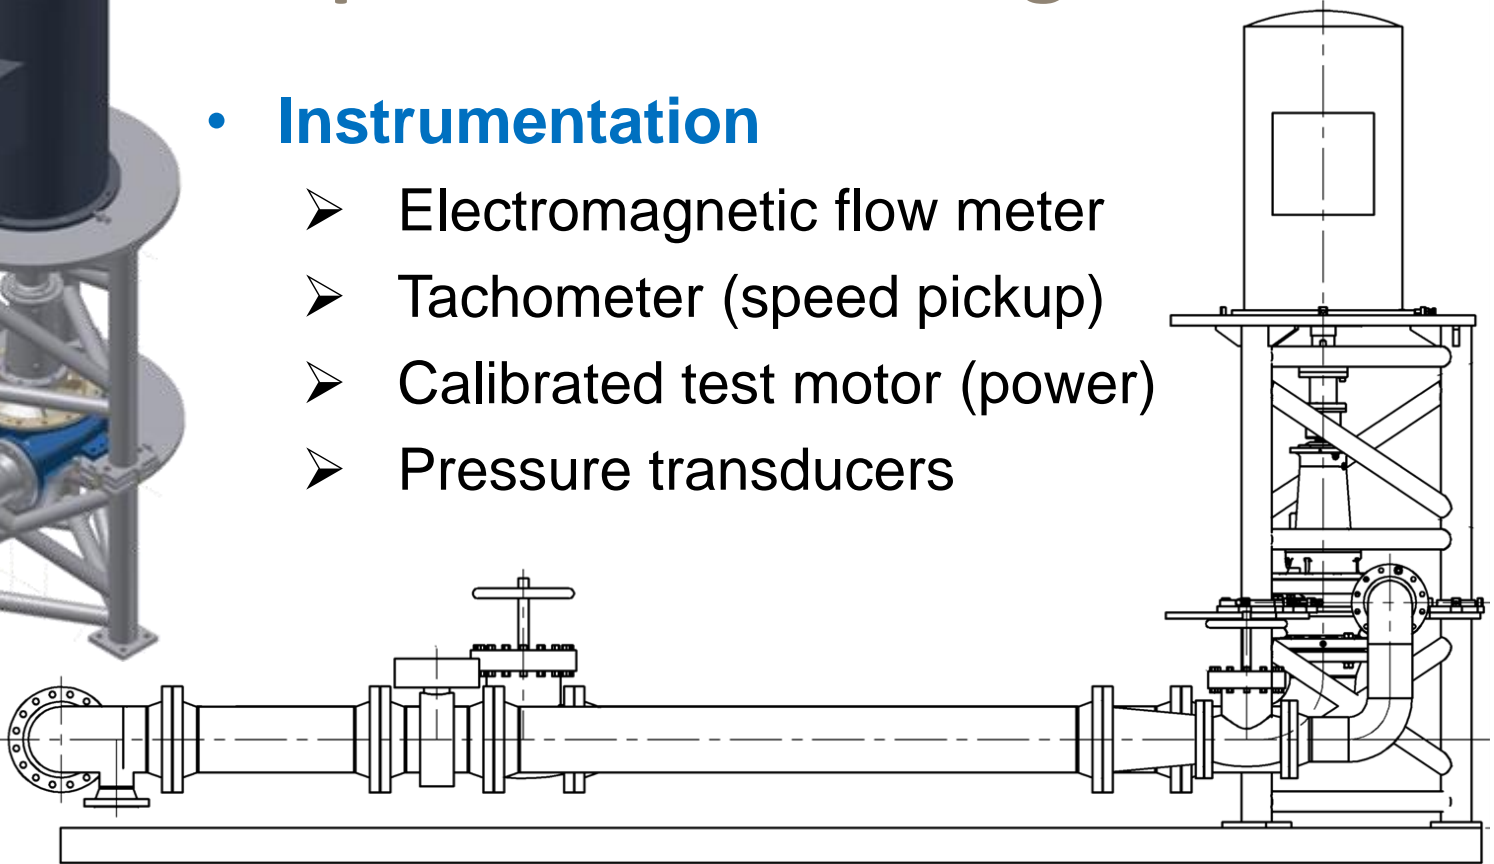 • Instrumentation
➢ Electromagnetic flow meter
➢ Tachometer (speed pickup)
➢ Calibrated test motor (power)
➢ Pressure transducers